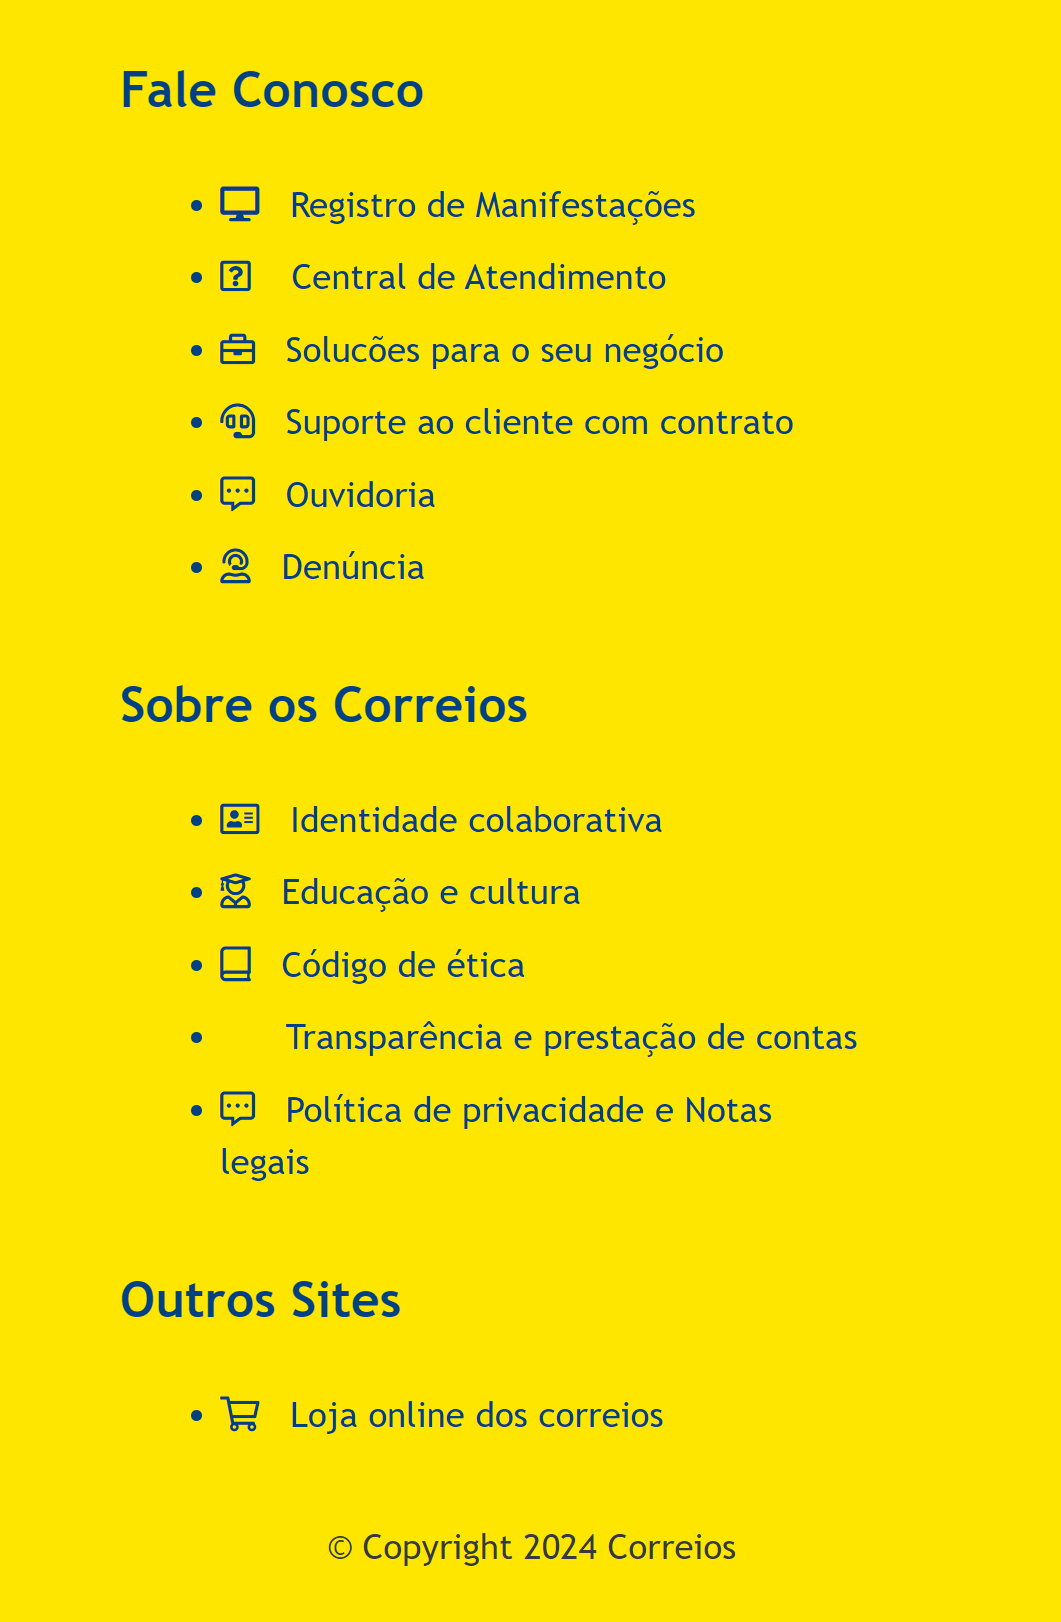 Fale Conosco
Registro de Manifestações
Central de Atendimento
Solucões para o seu negócio
Suporte ao cliente com contrato
Ouvidoria
Denúncia
Sobre os Correios
Identidade colaborativa
Educação e cultura
Código de ética
Transparência e prestação de contas
Política de privacidade e Notas
legais
Outros Sites
Loja online dos correios
© Copyright 2024 Correios